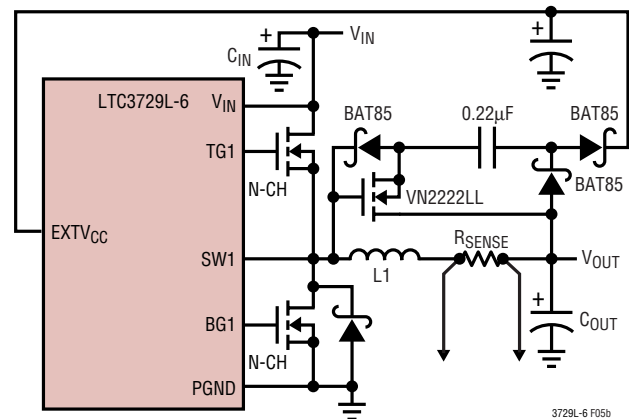 +
C_IN
V_IN
+
LTC3729L-6
V_IN
TG1
N-CH
BAT85
0.22µF
BAT85
VN2222LL
BAT85
EXTV_CC
SW1
L1
R_SENSE
V_OUT
BG1
N-CH
+
C_OUT
PGND
3729L-6 F05b